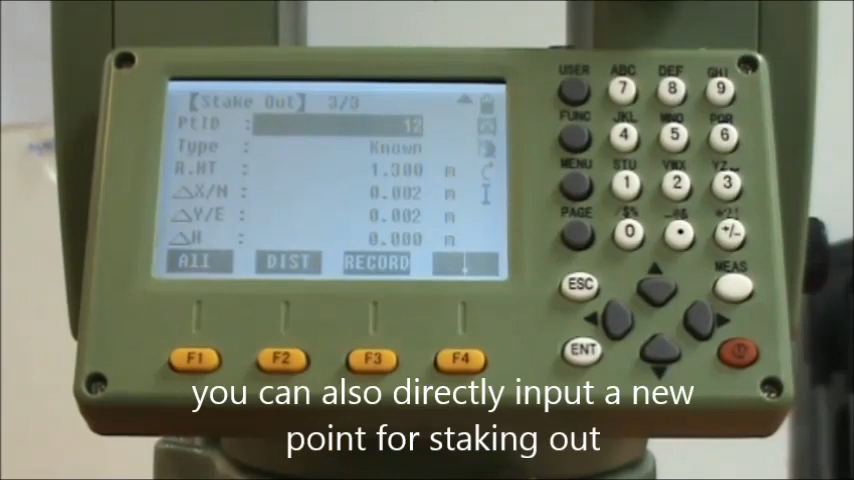 【Stake Out】 3/3
PtID : 12
Type : Known
R.HT : 1.300 m
△X/N : 0.002 m
△Y/E : 0.002 m
△H : 0.000 m
All DIST RECORD ↓
F1 F2 F3 F4
USER ABC DEF GHI
7 8 9
FUNC JKL MNO PQR
4 5 6
MENU STU VWX YZ_
1 2 3
PAGE /$% _@&
0 • +/-
ESC MEAS
ENT
you can also directly input a new
point for staking out